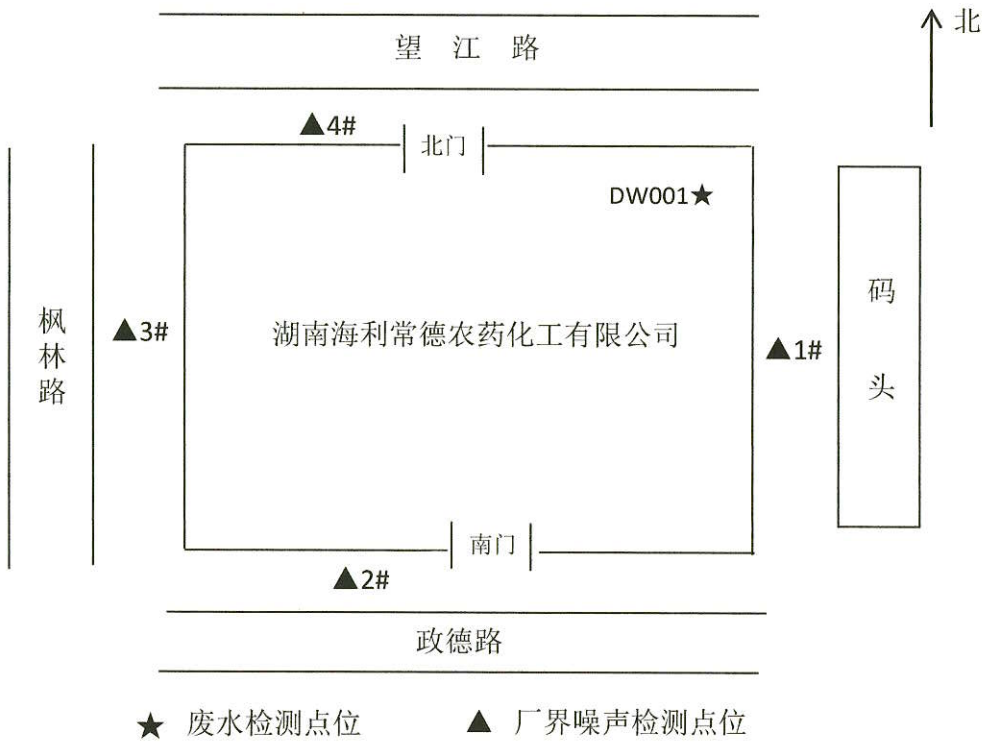 望江路
北
▲4#
北门
DW001★
枫林路
▲3#
湖南海利常德农药化工有限公司
▲1#
码头
南门
▲2#
政德路
★ 废水检测点位 ▲ 厂界噪声检测点位